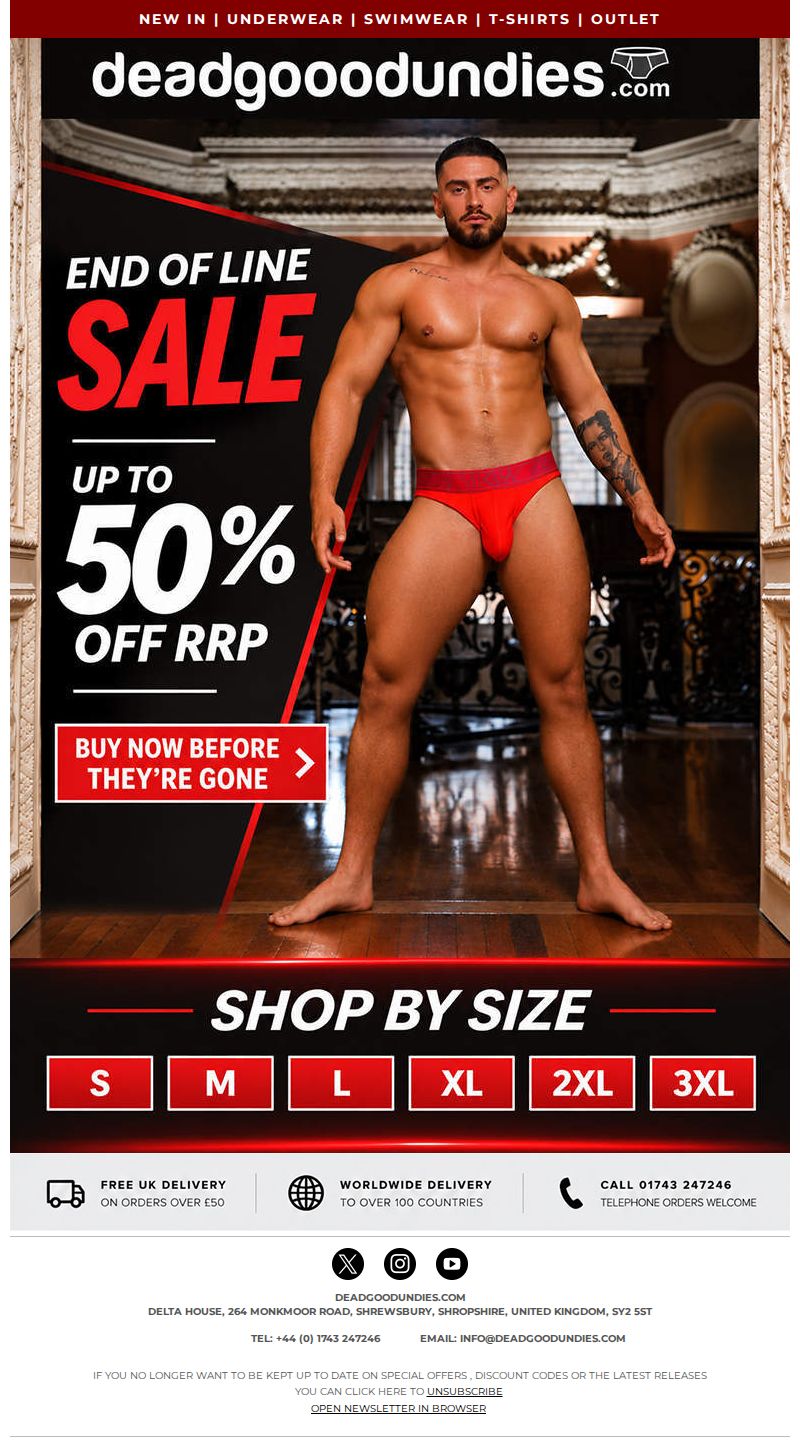 NEW IN | UNDERWEAR | SWIMWEAR | T-SHIRTS | OUTLET
deadgooodundies.com
END OF LINE
SALE
UP TO
50%
OFF RRP
BUY NOW BEFORE
THEY'RE GONE
SHOP BY SIZE
S M L XL 2XL 3XL
FREE UK DELIVERY
ON ORDERS OVER £50
WORLDWIDE DELIVERY
TO OVER 100 COUNTRIES
CALL 01743 247246
TELEPHONE ORDERS WELCOME
DEADGOODUNDIES.COM
DELTA HOUSE, 264 MONKMOOR ROAD, SHREWSBURY, SHROPSHIRE, UNITED KINGDOM, SY2 5ST
TEL: +44 (0) 1743 247246 EMAIL: INFO@DEADGOODUNDIES.COM
IF YOU NO LONGER WANT TO BE KEPT UP TO DATE ON SPECIAL OFFERS , DISCOUNT CODES OR THE LATEST RELEASES
YOU CAN CLICK HERE TO UNSUBSCRIBE
OPEN NEWSLETTER IN BROWSER